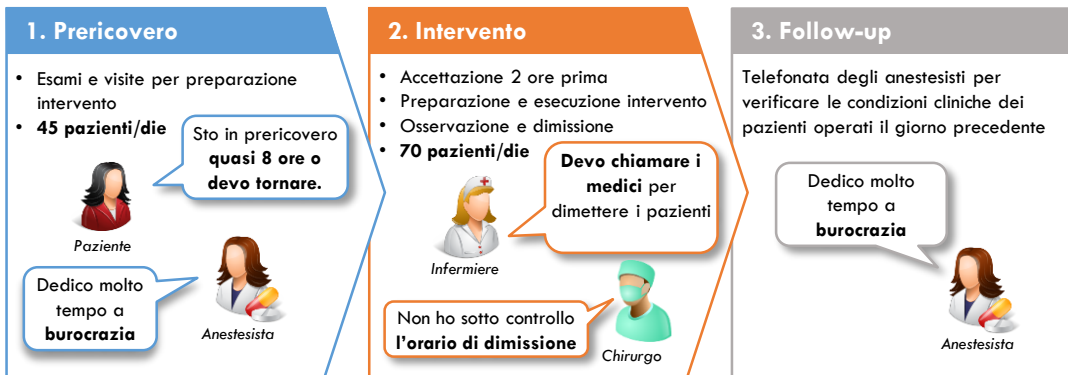 1. Prericovero
• Esami e visite per preparazione
intervento
• 45 pazienti/die
Sto in prericovero
quasi 8 ore o
devo tornare.
Paziente
Dedico molto
tempo a
burocrazia
Anestesista
2. Intervento
• Accettazione 2 ore prima
• Preparazione e esecuzione intervento
• Osservazione e dimissione
• 70 pazienti/die
Devo chiamare i
medici per
dimettere i pazienti
Infermiere
Non ho sotto controllo
l'orario di dimissione
Chirurgo
3. Follow-up
Telefonata degli anestesisti per
verificare le condizioni cliniche dei
pazienti operati il giorno precedente
Dedico molto
tempo a
burocrazia
Anestesista